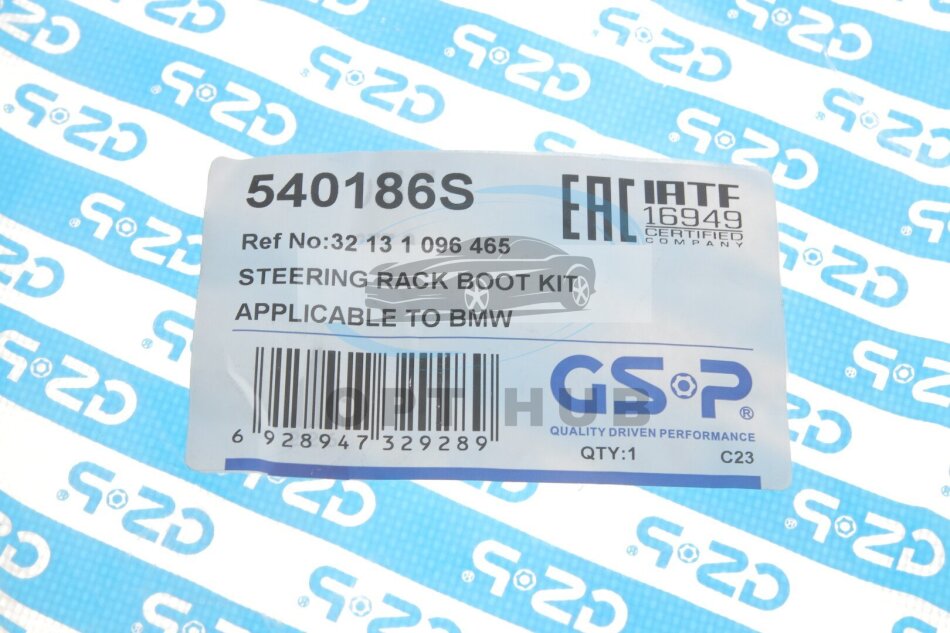 540186S
EAC IATF
16949
CERTIFIED
COMPANY
Ref No:32 13 1 096 465
STEERING RACK BOOT KIT
APPLICABLE TO BMW
6 928947 329289
OPT HUB
GSP®
QUALITY DRIVEN PERFORMANCE
QTY:1 C23